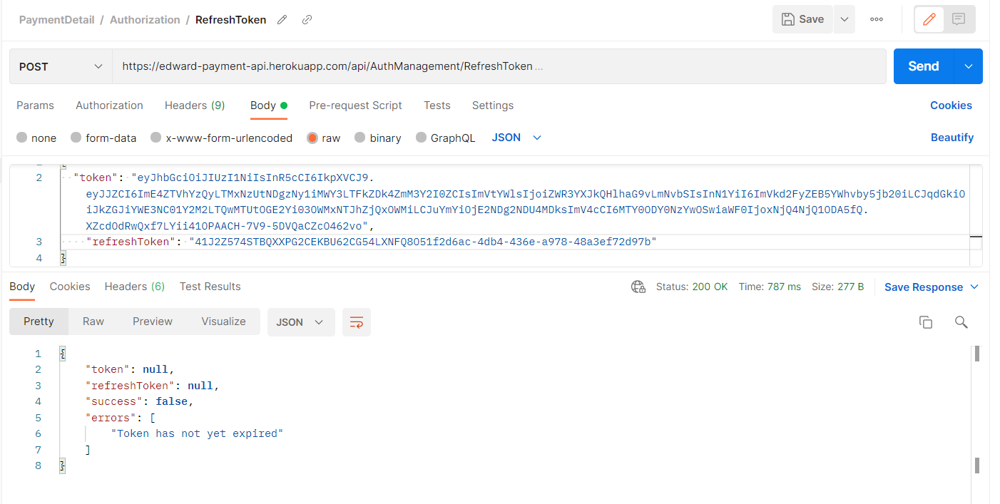 PaymentDetail / Authorization / RefreshToken
Save
POST
https://edward-payment-api.herokuapp.com/api/AuthManagement/RefreshToken ...
Send
Params Authorization Headers (9) Body Pre-request Script Tests Settings Cookies
none form-data x-www-form-urlencoded raw binary GraphQL JSON Beautify
2 "token": "eyJhbGciOiJIUzI1NiIsInR5cCI6IkpXVCJ9.
eyJJZCI6ImE4ZTVhYzQyLTMxNzUtNDgzNy1iMWY3LTFkZDk4ZmM3Y2I0ZCIsImVtYWlsIjoiZWR3YXJkQHlhaG9vLmNvbSIsInN1YiI6ImVkd2FyZEB5YWhvby5jb20iLCJqdGkiO
iJkZGJiYWE3NC01Y2M2LTQwMTUtOGE2Yi03OWMxNTJhZjQxOWMiLCJuYmYiOjE2NDg2NDU4MDksImV4cCI6MTY0ODY0NzYwOSwiaWF0IjoxNjQ4NjQ1ODA5fQ.
XZcdOdRwQxf7LYii41OPAACH-7V9-5DVQaCZcO462vo",
3 "refreshToken": "41J2Z574STBQXXPG2CEKBU62CG54LXNFQ8O51f2d6ac-4db4-436e-a978-48a3ef72d97b"
4 }
Body Cookies Headers (6) Test Results Status: 200 OK Time: 787 ms Size: 277 B Save Response
Pretty Raw Preview Visualize JSON
1 {
2 "token": null,
3 "refreshToken": null,
4 "success": false,
5 "errors": [
6 "Token has not yet expired"
7 ]
8 }